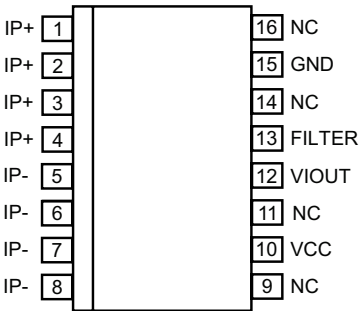 IP+ 1 16 NC
IP+ 2 15 GND
IP+ 3 14 NC
IP+ 4 13 FILTER
IP- 5 12 VIOUT
IP- 6 11 NC
IP- 7 10 VCC
IP- 8 9 NC